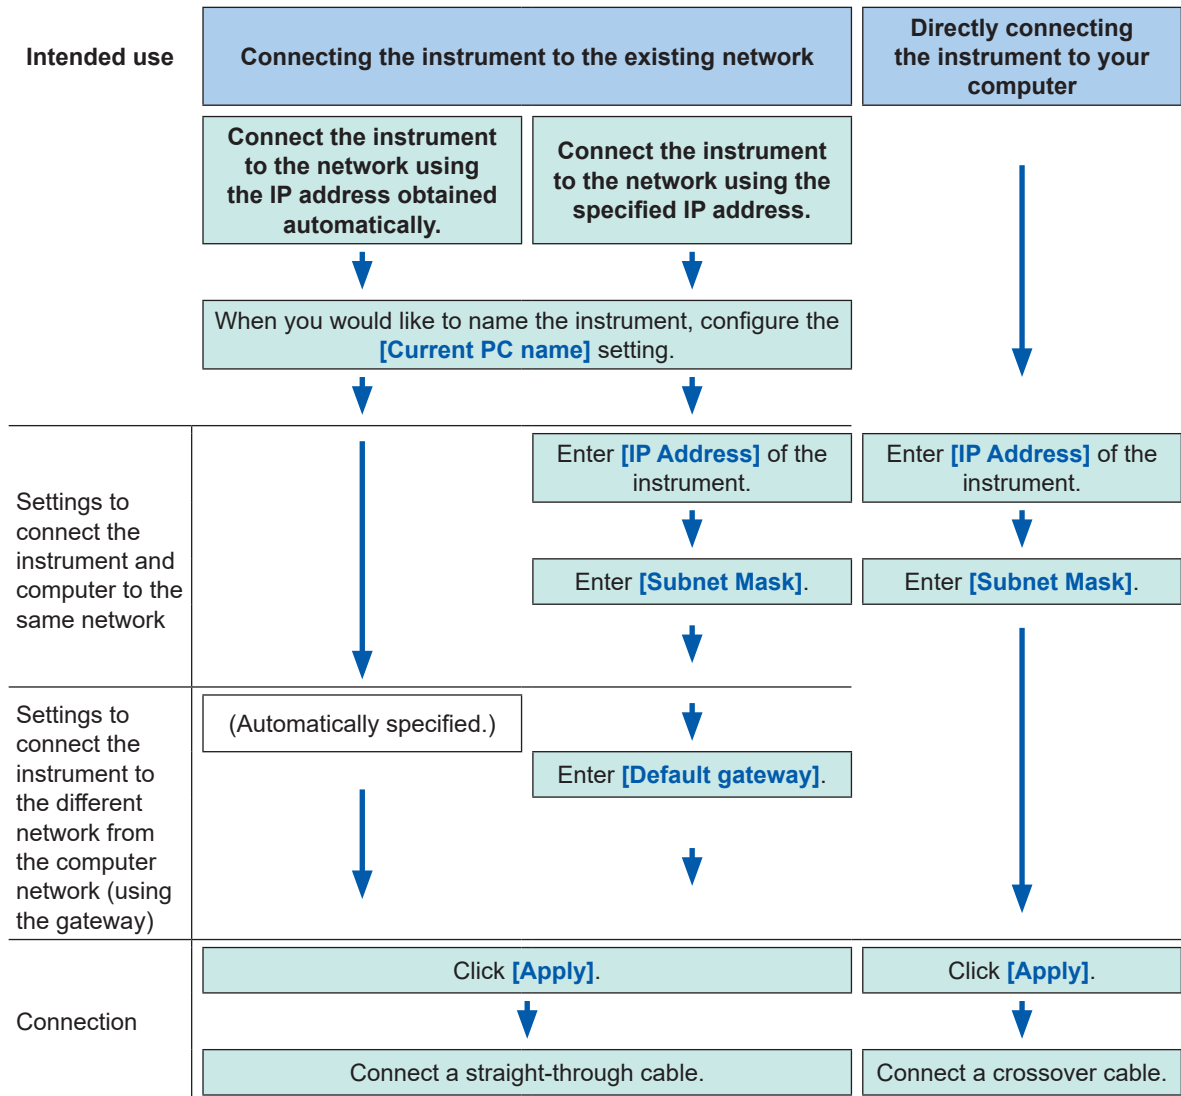 Intended use
Connecting the instrument to the existing network
Directly connecting
the instrument to your
computer
Connect the instrument
to the network using
the IP address obtained
automatically.
Connect the instrument
to the network using the
specified IP address.
When you would like to name the instrument, configure the
[Current PC name] setting.
Settings to
connect the
instrument and
computer to the
same network
Enter [IP Address] of the
instrument.
Enter [IP Address] of the
instrument.
Enter [Subnet Mask].
Enter [Subnet Mask].
Settings to
connect the
instrument to
the different
network from
the computer
network (using
the gateway)
(Automatically specified.)
Enter [Default gateway].
Connection
Click [Apply].
Click [Apply].
Connect a straight-through cable.
Connect a crossover cable.